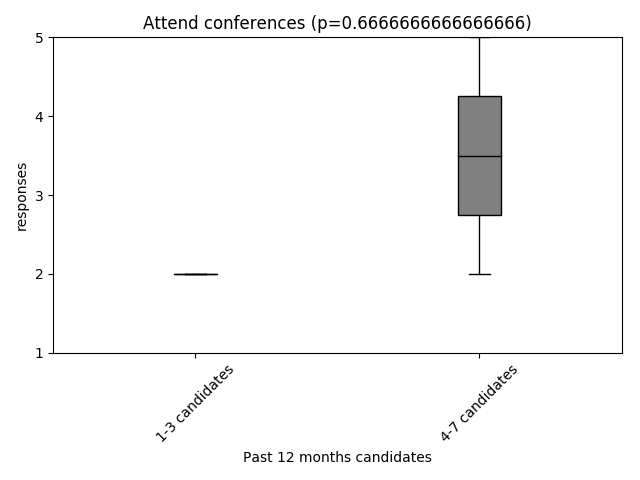 Attend conferences (p=0.6666666666666666)
5
4
3
2
1
responses
1-3 candidates
4-7 candidates
Past 12 months candidates